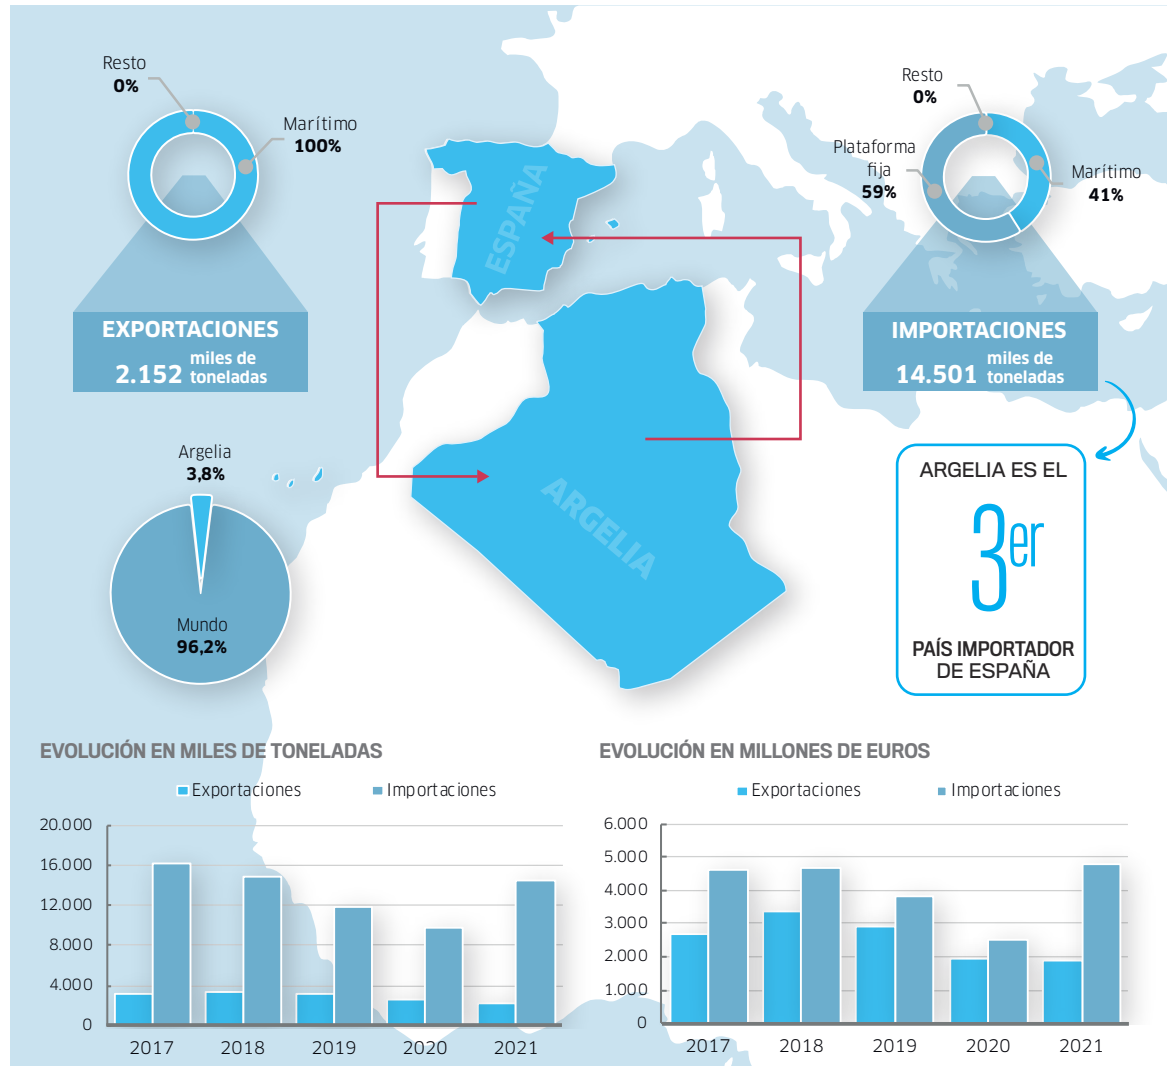 Resto
0%
Marítimo
100%
EXPORTACIONES
2.152 miles de
toneladas
Resto
0%
Plataforma
fija
59%
Marítimo
41%
IMPORTACIONES
14.501 miles de
toneladas
ESPAÑA
ARGELIA
Argelia
3,8%
Mundo
96,2%
ARGELIA ES EL
3er
PAÍS IMPORTADOR
DE ESPAÑA
EVOLUCIÓN EN MILES DE TONELADAS
Exportaciones Importaciones
20.000
16.000
12.000
8.000
4.000
0
2017 2018 2019 2020 2021
EVOLUCIÓN EN MILLONES DE EUROS
Exportaciones Importaciones
6.000
5.000
4.000
3.000
2.000
1.000
0
2017 2018 2019 2020 2021